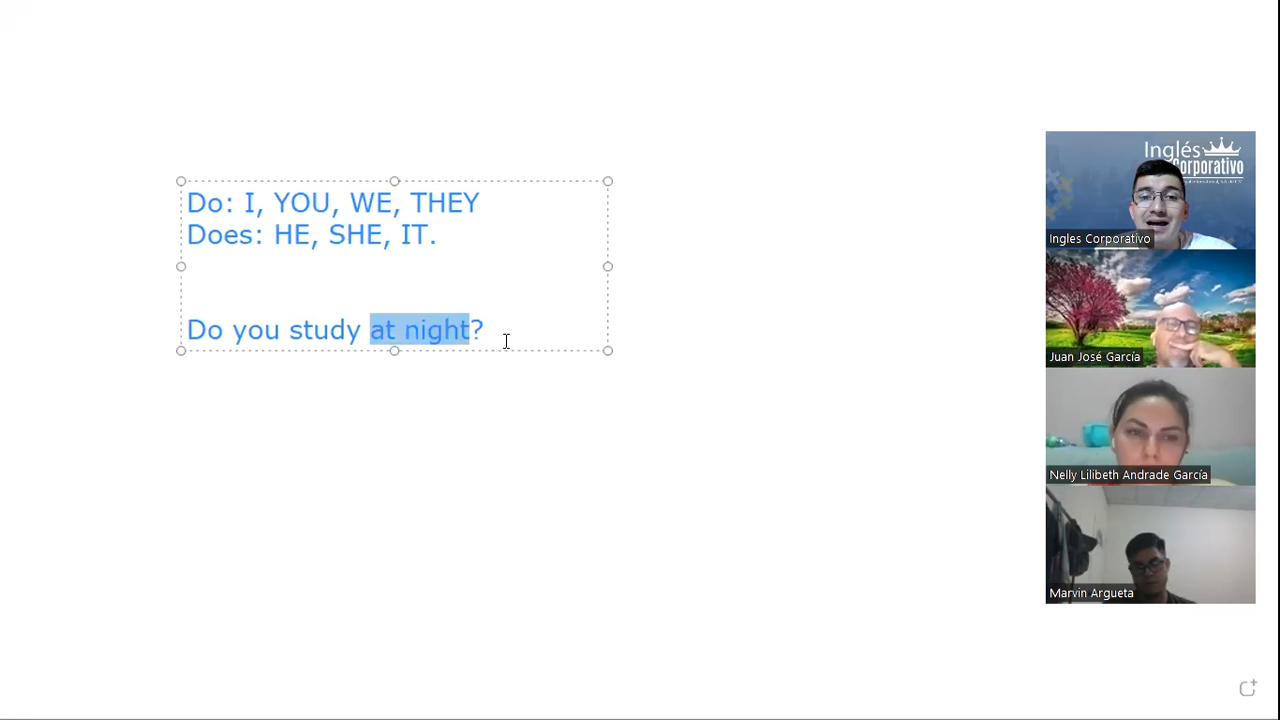 Do: I, YOU, WE, THEY
Does: HE, SHE, IT.
Do you study at night?
Inglés
Corporativo
Ingles Corporativo
Juan José García
Nelly Lilibeth Andrade García
Marvin Argueta